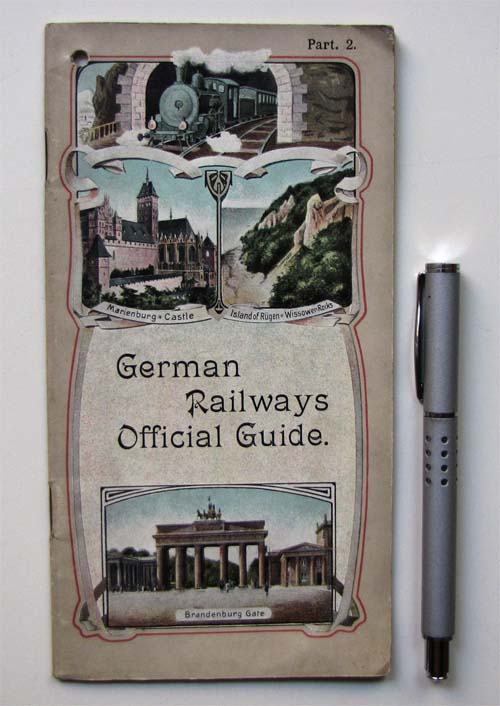 Part. 2.
Marienburg • Castle
Island of Rügen • Wissower-Rocks
German
Railways
Official Guide.
Brandenburg Gate